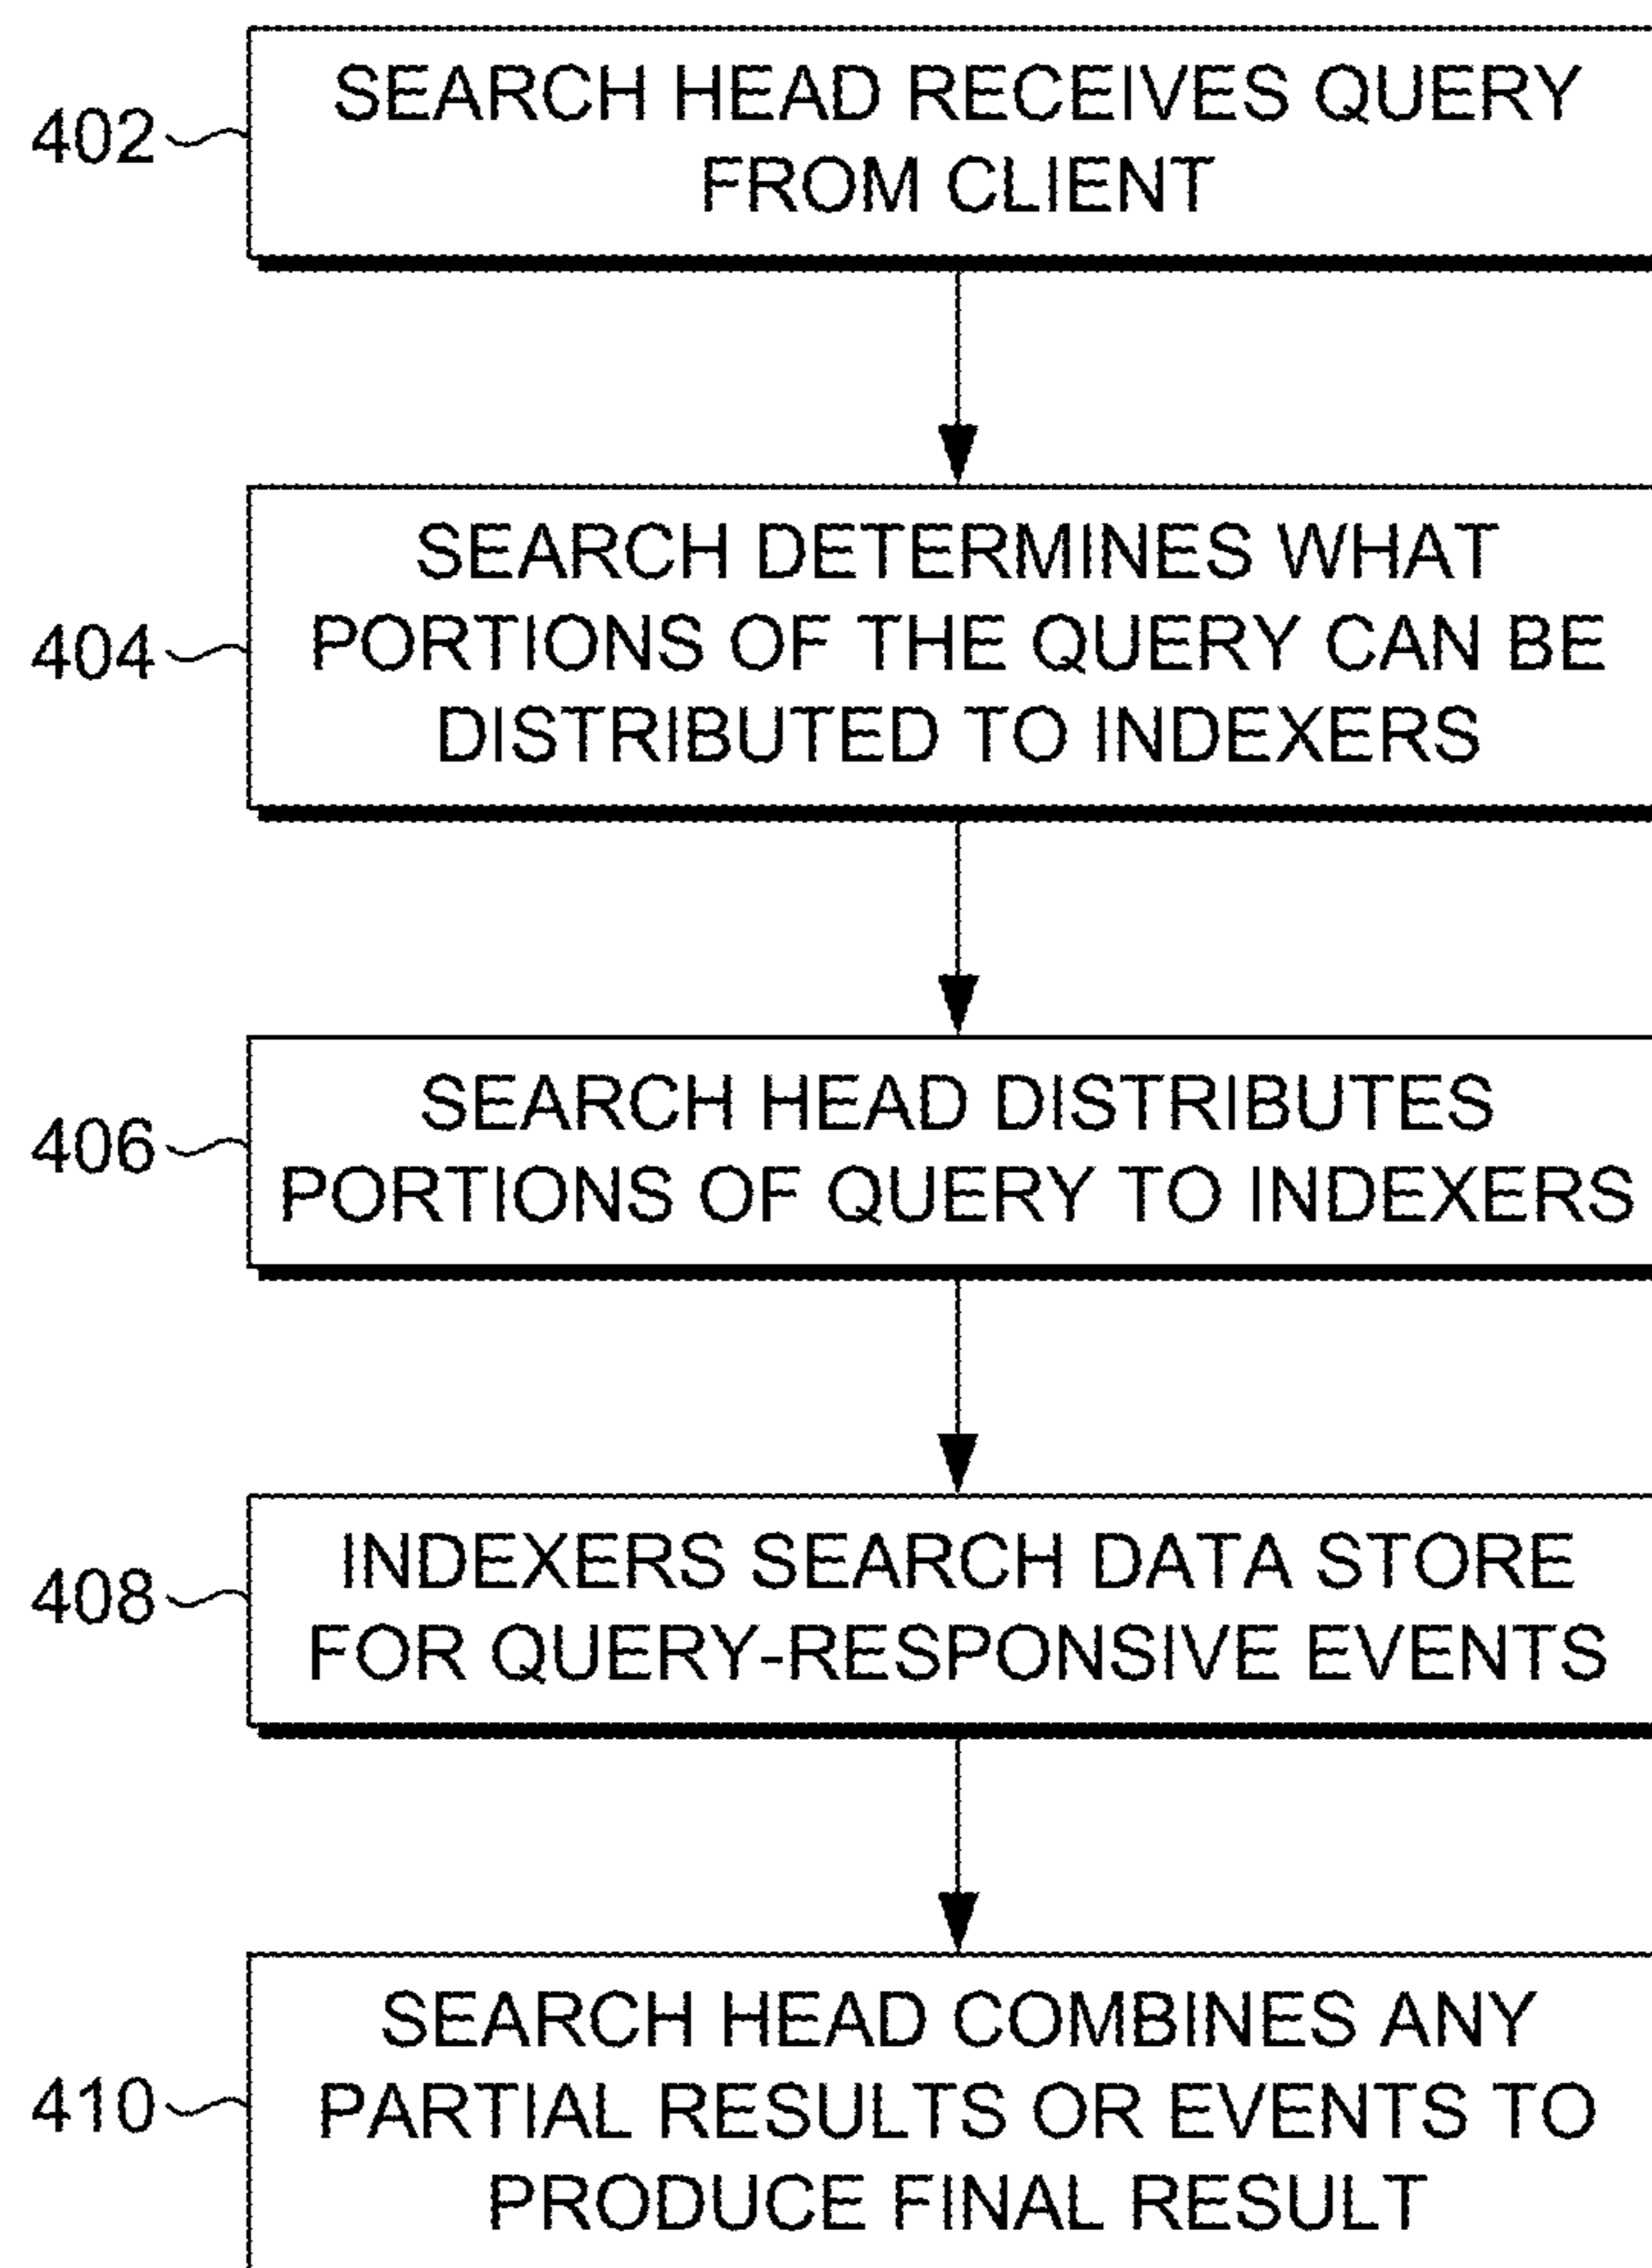 402
SEARCH HEAD RECEIVES QUERY
FROM CLIENT
404
SEARCH DETERMINES WHAT
PORTIONS OF THE QUERY CAN BE
DISTRIBUTED TO INDEXERS
406
SEARCH HEAD DISTRIBUTES
PORTIONS OF QUERY TO INDEXERS
408
INDEXERS SEARCH DATA STORE
FOR QUERY-RESPONSIVE EVENTS
410
SEARCH HEAD COMBINES ANY
PARTIAL RESULTS OR EVENTS TO
PRODUCE FINAL RESULT